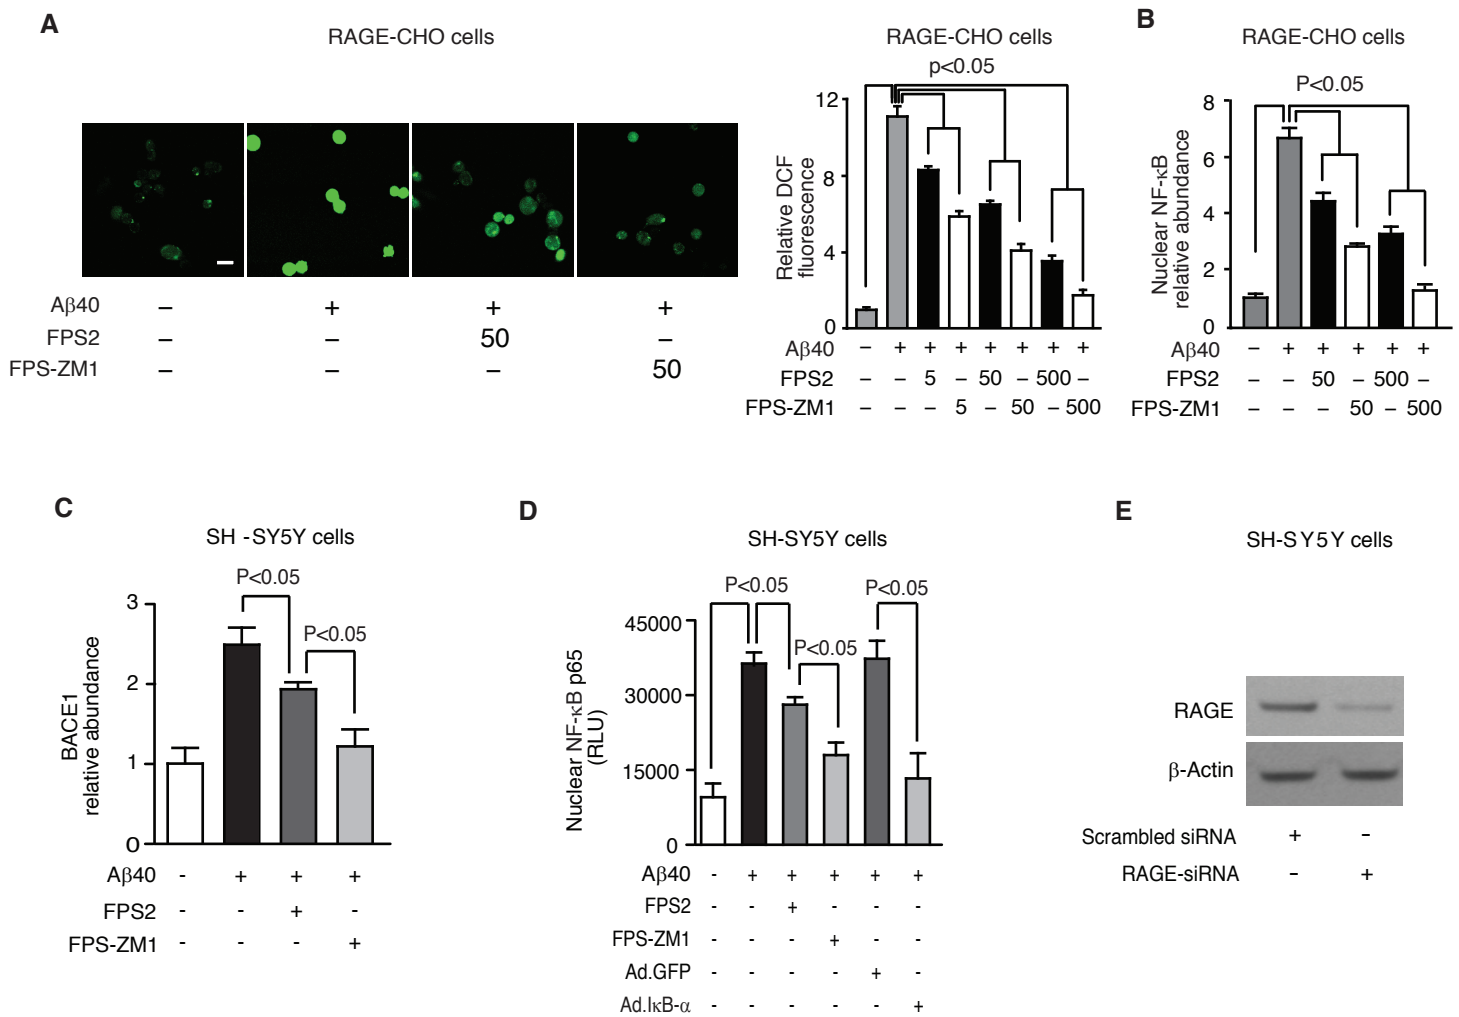 A
RAGE-CHO cells
Aβ40 – + + +
FPS2 – – 50 –
FPS-ZM1 – – – 50
RAGE-CHO cells
p<0.05
Relative DCF
fluorescence
12
8
4
0
Aβ40 – + + + + + + +
FPS2 – – 5 – 50 – 500 –
FPS-ZM1 – – – 5 – 50 – 500
B
RAGE-CHO cells
P<0.05
Nuclear NF-κB
relative abundance
8
6
4
2
0
Aβ40 – + + + + +
FPS2 – – 50 – 500 –
FPS-ZM1 – – – 50 – 500
C
SH -SY5Y cells
P<0.05
P<0.05
BACE1
relative abundance
3
2
1
0
Aβ40 - + + +
FPS2 - - + -
FPS-ZM1 - - - +
D
SH-SY5Y cells
P<0.05
P<0.05
P<0.05
Nuclear NF-κB p65
(RLU)
45000
30000
15000
0
Aβ40 - + + + + +
FPS2 - - + - - -
FPS-ZM1 - - - + - -
Ad.GFP - - - - + -
Ad.IκB-α - - - - - +
E
SH-SY5Y cells
RAGE
β-Actin
Scrambled siRNA + -
RAGE-siRNA - +